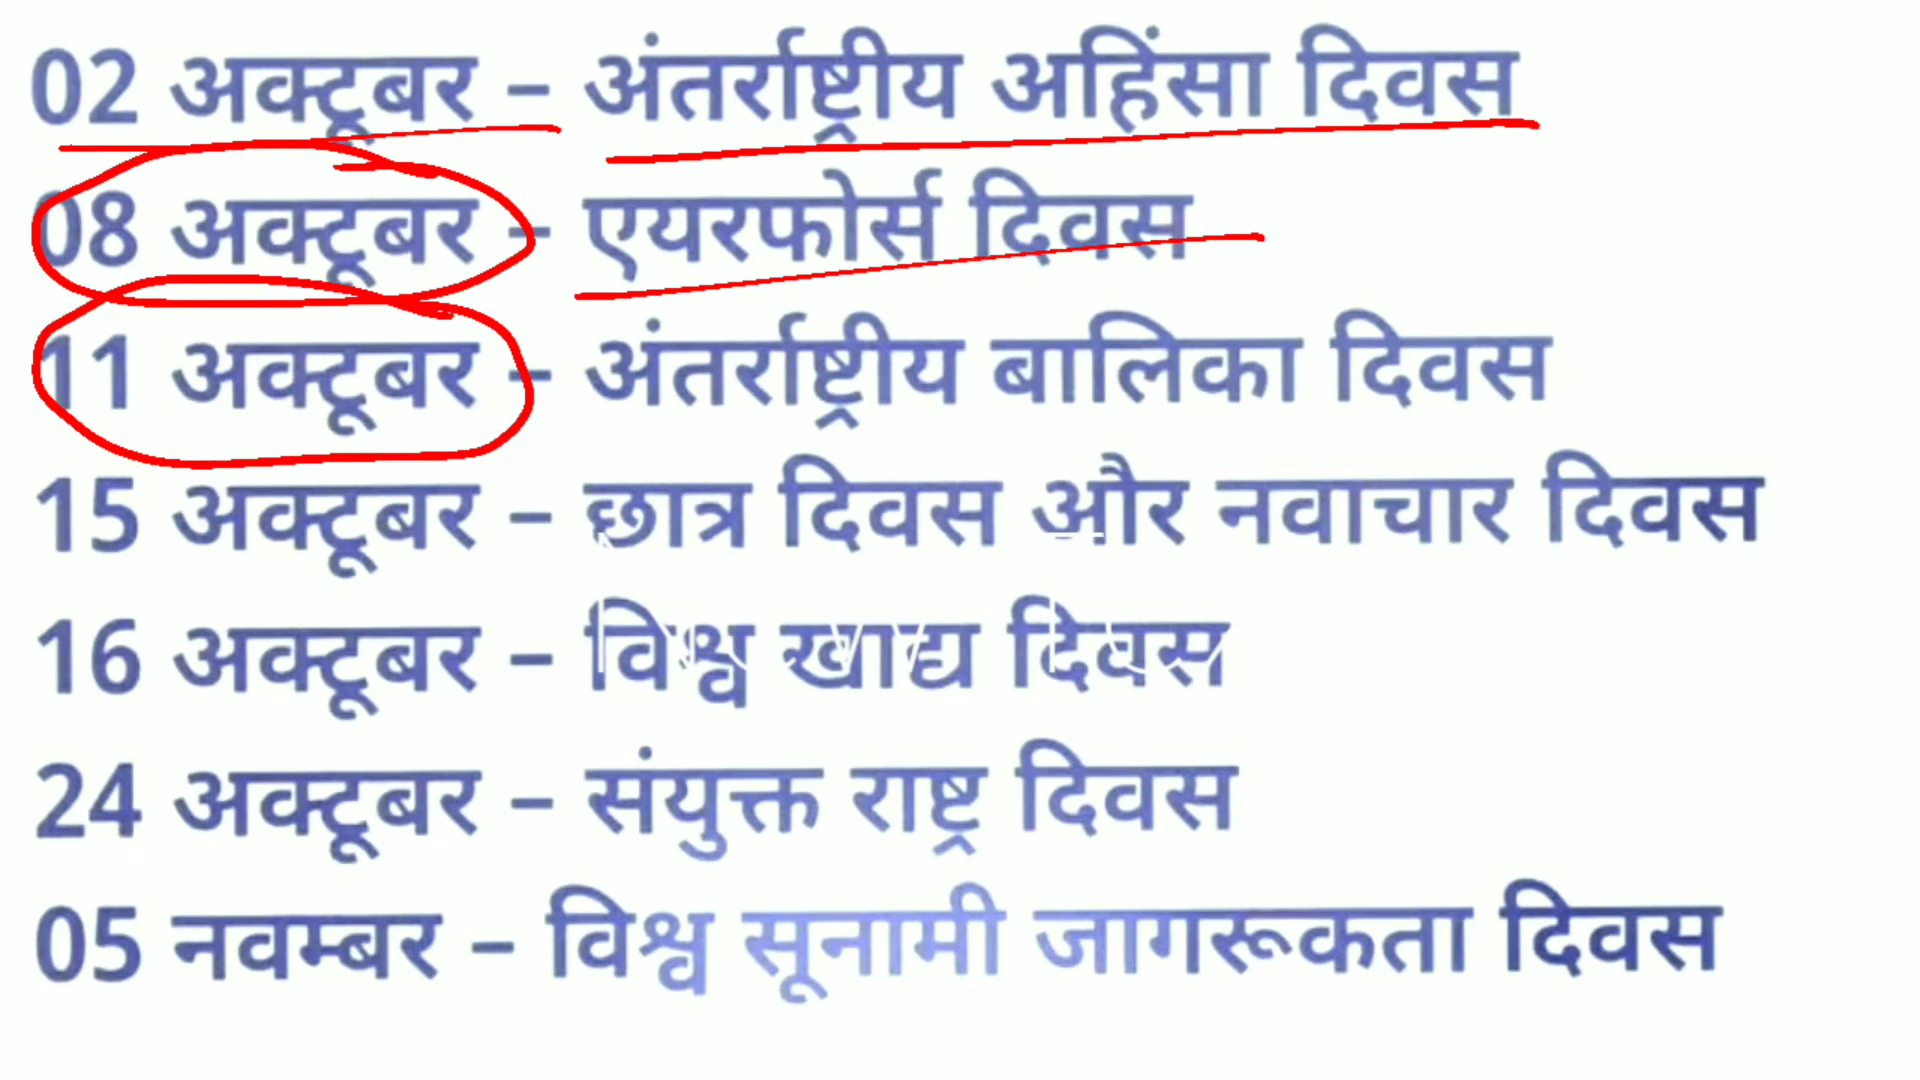 02 अक्टूबर – अंतर्राष्ट्रीय अहिंसा दिवस
08 अक्टूबर – एयरफोर्स दिवस
11 अक्टूबर – अंतर्राष्ट्रीय बालिका दिवस
15 अक्टूबर – छात्र दिवस और नवाचार दिवस
16 अक्टूबर – विश्व खाद्य दिवस
24 अक्टूबर – संयुक्त राष्ट्र दिवस
05 नवम्बर – विश्व सूनामी जागरूकता दिवस